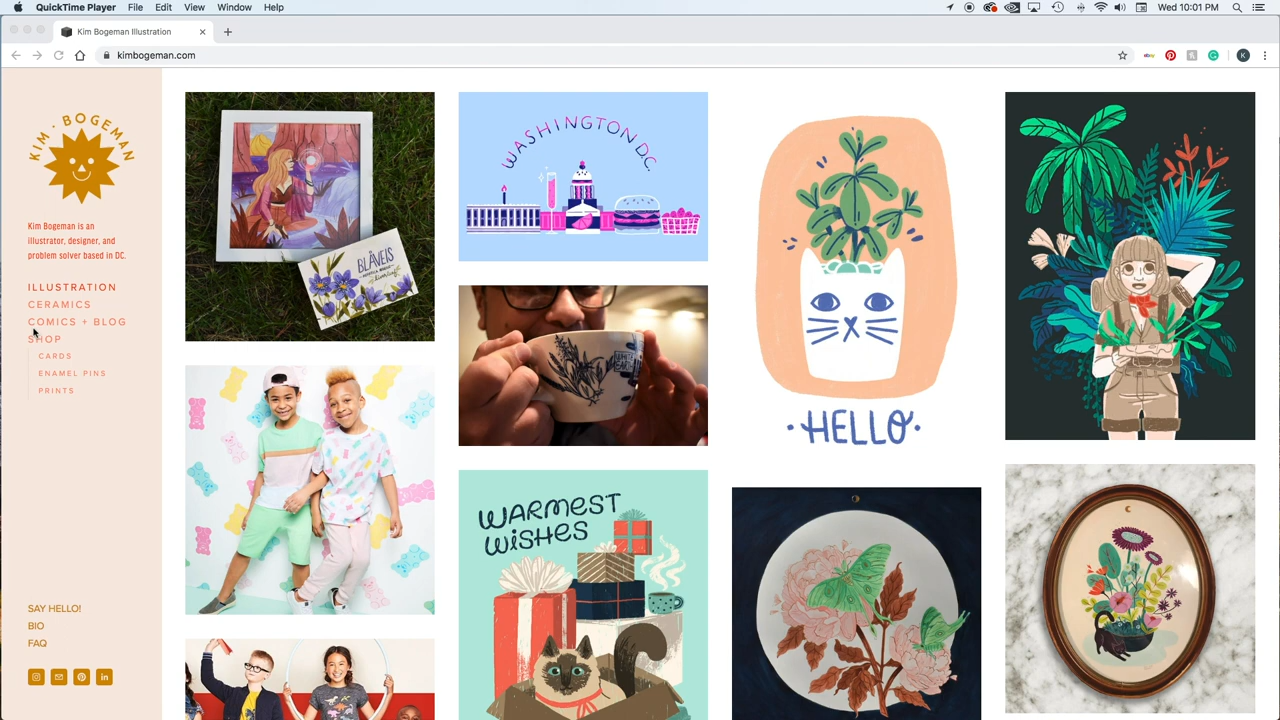 QuickTime Player File Edit View Window Help
Wed 10:01 PM
Kim Bogeman Illustration
kimbogeman.com
ebay
K
KIM · BOGEMAN
Kim Bogeman is an
illustrator, designer, and
problem solver based in DC.
ILLUSTRATION
CERAMICS
COMICS + BLOG
SHOP
CARDS
ENAMEL PINS
PRINTS
SAY HELLO!
BIO
FAQ
BLÅVEIS
WASHINGTON D.C.
·HELLO·
WARMEST
WISHES